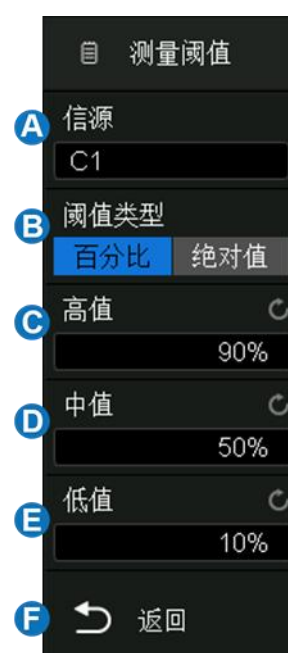 测量阈值
A 信源
C1
B 阈值类型
百分比 绝对值
C 高值
90%
D 中值
50%
E 低值
10%
F 返回